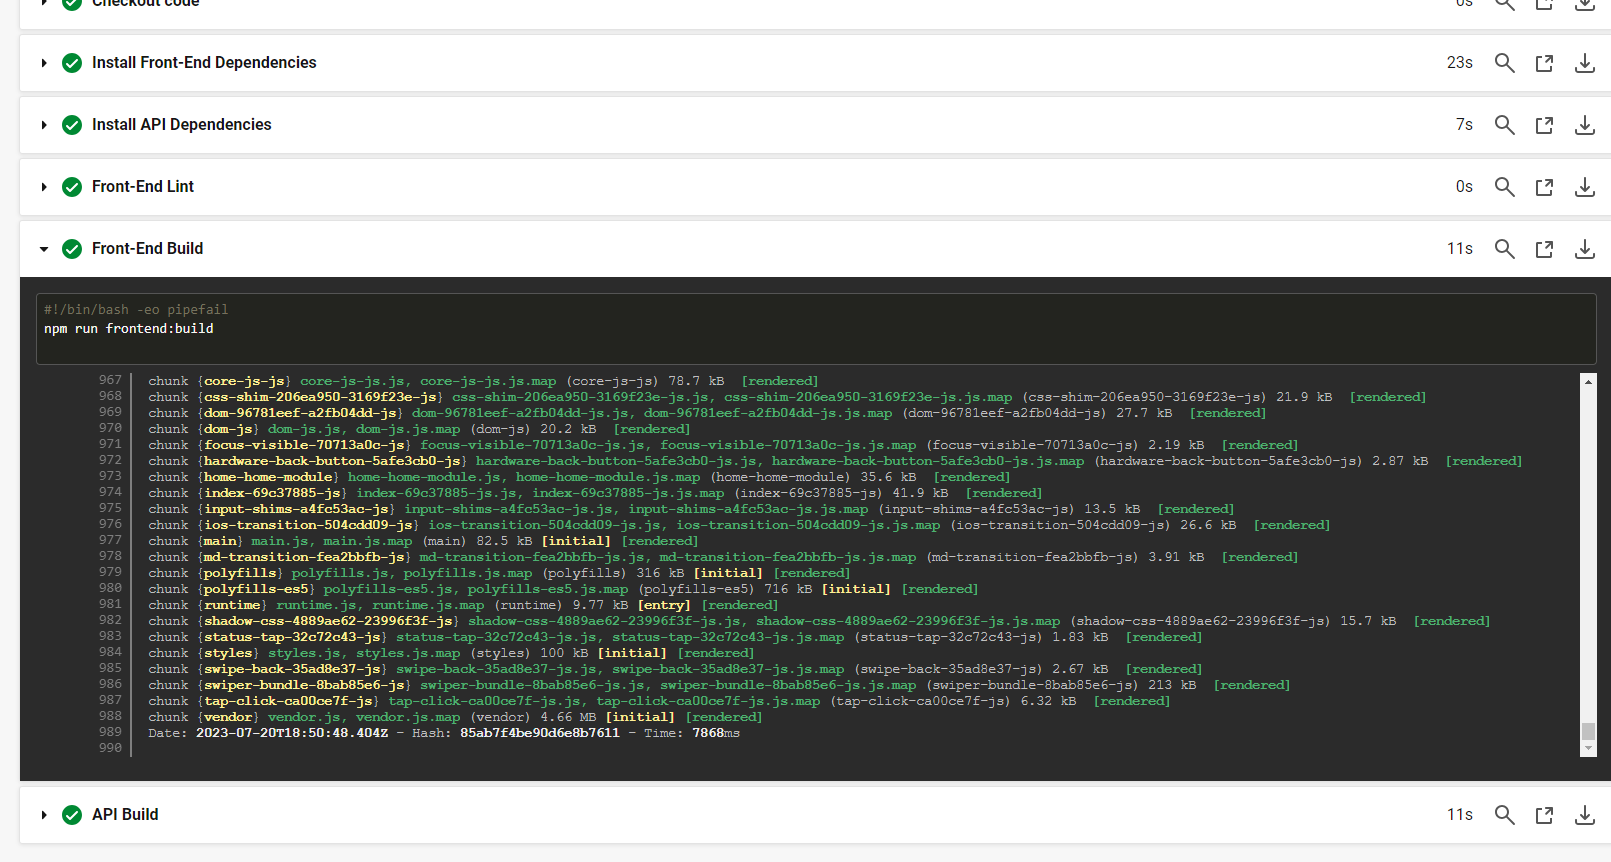 Checkout code 0s
Install Front-End Dependencies 23s
Install API Dependencies 7s
Front-End Lint 0s
Front-End Build 11s
#!/bin/bash -eo pipefail
npm run frontend:build
967 chunk {core-js-js} core-js-js.js, core-js-js.js.map (core-js-js) 78.7 kB [rendered]
968 chunk {css-shim-206ea950-3169f23e-js} css-shim-206ea950-3169f23e-js.js, css-shim-206ea950-3169f23e-js.js.map (css-shim-206ea950-3169f23e-js) 21.9 kB [rendered]
969 chunk {dom-96781eef-a2fb04dd-js} dom-96781eef-a2fb04dd-js.js, dom-96781eef-a2fb04dd-js.js.map (dom-96781eef-a2fb04dd-js) 27.7 kB [rendered]
970 chunk {dom-js} dom-js.js, dom-js.js.map (dom-js) 20.2 kB [rendered]
971 chunk {focus-visible-70713a0c-js} focus-visible-70713a0c-js.js, focus-visible-70713a0c-js.js.map (focus-visible-70713a0c-js) 2.19 kB [rendered]
972 chunk {hardware-back-button-5afe3cb0-js} hardware-back-button-5afe3cb0-js.js, hardware-back-button-5afe3cb0-js.js.map (hardware-back-button-5afe3cb0-js) 2.87 kB [rendered]
973 chunk {home-home-module} home-home-module.js, home-home-module.js.map (home-home-module) 35.6 kB [rendered]
974 chunk {index-69c37885-js} index-69c37885-js.js, index-69c37885-js.js.map (index-69c37885-js) 41.9 kB [rendered]
975 chunk {input-shims-a4fc53ac-js} input-shims-a4fc53ac-js.js, input-shims-a4fc53ac-js.js.map (input-shims-a4fc53ac-js) 13.5 kB [rendered]
976 chunk {ios-transition-504cdd09-js} ios-transition-504cdd09-js.js, ios-transition-504cdd09-js.js.map (ios-transition-504cdd09-js) 26.6 kB [rendered]
977 chunk {main} main.js, main.js.map (main) 82.5 kB [initial] [rendered]
978 chunk {md-transition-fea2bbfb-js} md-transition-fea2bbfb-js.js, md-transition-fea2bbfb-js.js.map (md-transition-fea2bbfb-js) 3.91 kB [rendered]
979 chunk {polyfills} polyfills.js, polyfills.js.map (polyfills) 316 kB [initial] [rendered]
980 chunk {polyfills-es5} polyfills-es5.js, polyfills-es5.js.map (polyfills-es5) 716 kB [initial] [rendered]
981 chunk {runtime} runtime.js, runtime.js.map (runtime) 9.77 kB [entry] [rendered]
982 chunk {shadow-css-4889ae62-23996f3f-js} shadow-css-4889ae62-23996f3f-js.js, shadow-css-4889ae62-23996f3f-js.js.map (shadow-css-4889ae62-23996f3f-js) 15.7 kB [rendered]
983 chunk {status-tap-32c72c43-js} status-tap-32c72c43-js.js, status-tap-32c72c43-js.js.map (status-tap-32c72c43-js) 1.83 kB [rendered]
984 chunk {styles} styles.js, styles.js.map (styles) 100 kB [initial] [rendered]
985 chunk {swipe-back-35ad8e37-js} swipe-back-35ad8e37-js.js, swipe-back-35ad8e37-js.js.map (swipe-back-35ad8e37-js) 2.67 kB [rendered]
986 chunk {swiper-bundle-8bab85e6-js} swiper-bundle-8bab85e6-js.js, swiper-bundle-8bab85e6-js.js.map (swiper-bundle-8bab85e6-js) 213 kB [rendered]
987 chunk {tap-click-ca00ce7f-js} tap-click-ca00ce7f-js.js, tap-click-ca00ce7f-js.js.map (tap-click-ca00ce7f-js) 6.32 kB [rendered]
988 chunk {vendor} vendor.js, vendor.js.map (vendor) 4.66 MB [initial] [rendered]
989 Date: 2023-07-20T18:50:48.404Z - Hash: 85ab7f4be90d6e8b7611 - Time: 7868ms
990
API Build 11s